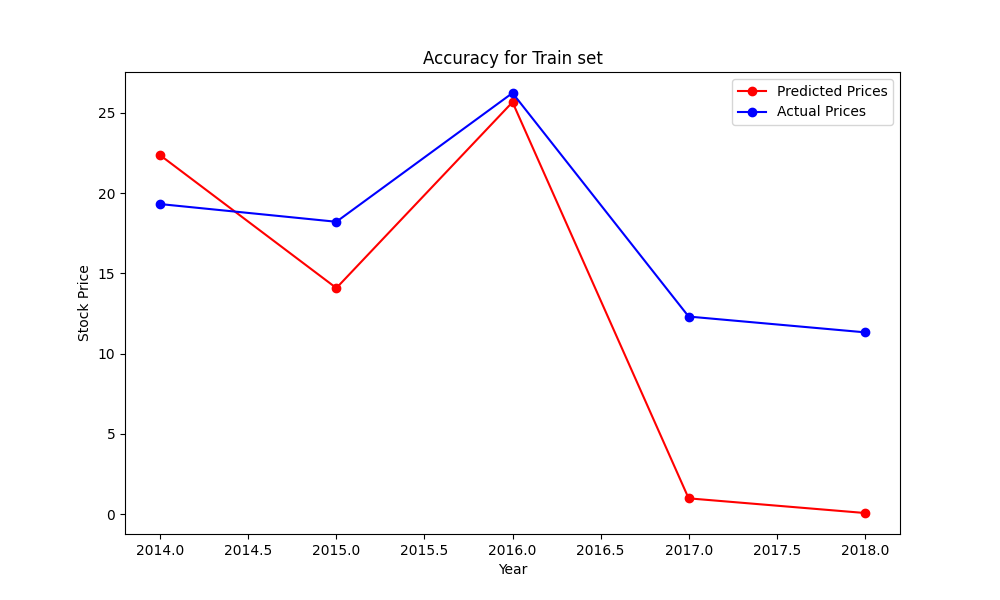 Accuracy for Train set
Predicted Prices
Actual Prices
25
20
15
10
5
0
Stock Price
2014.0 2014.5 2015.0 2015.5 2016.0 2016.5 2017.0 2017.5 2018.0
Year